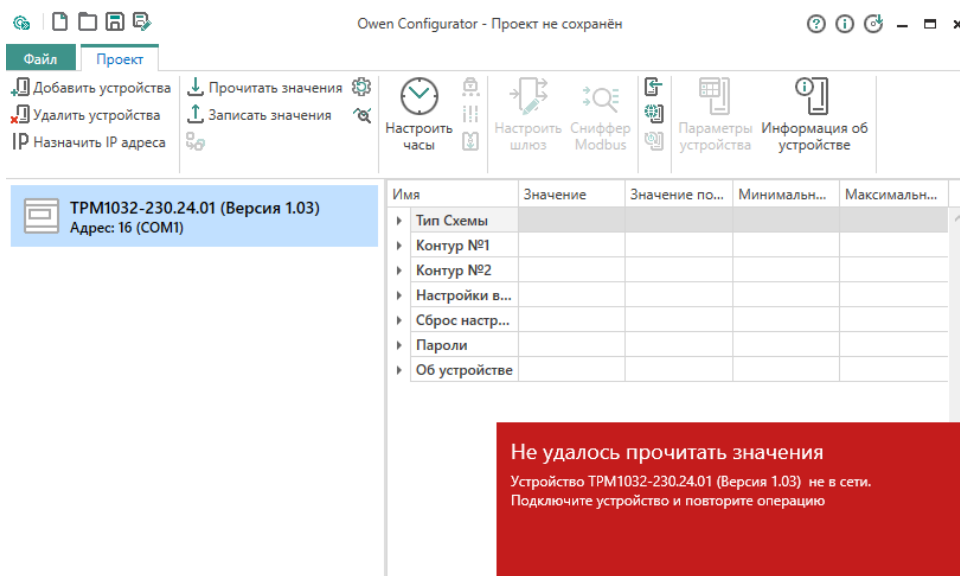 Owen Configurator - Проект не сохранён
Файл
Проект
Добавить устройства
Удалить устройства
IP Назначить IP адреса
Прочитать значения
Записать значения
Настроить
часы
Настроить
шлюз
Сниффер
Modbus
Параметры
устройства
Информация об
устройстве
ТРМ1032-230.24.01 (Версия 1.03)
Адрес: 16 (COM1)
Имя
Значение
Значение по...
Минимальн...
Максимальн...
Тип Схемы
Контур №1
Контур №2
Настройки в...
Сброс настр...
Пароли
Об устройстве
Не удалось прочитать значения
Устройство ТРМ1032-230.24.01 (Версия 1.03) не в сети.
Подключите устройство и повторите операцию